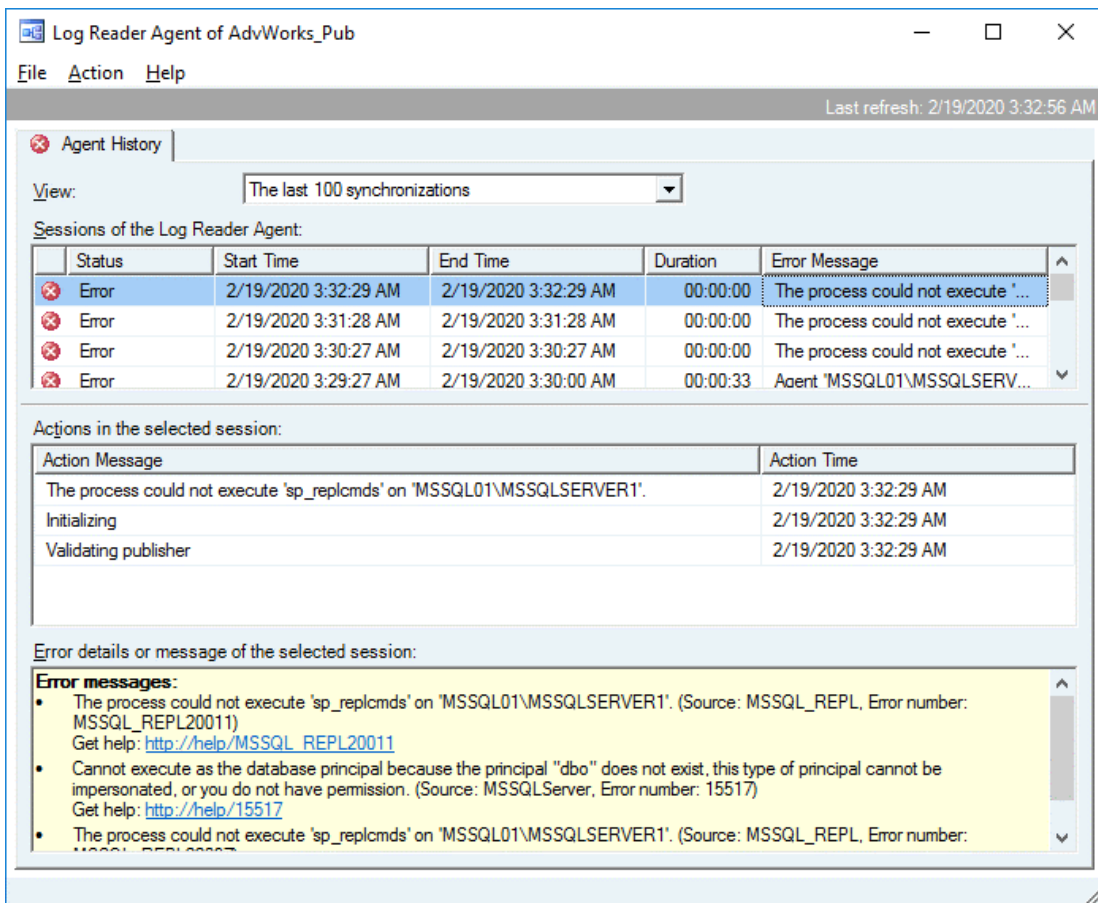 Log Reader Agent of AdvWorks_Pub
File Action Help
Last refresh: 2/19/2020 3:32:56 AM
Agent History
View: The last 100 synchronizations
Sessions of the Log Reader Agent:
Status Start Time End Time Duration Error Message
Error 2/19/2020 3:32:29 AM 2/19/2020 3:32:29 AM 00:00:00 The process could not execute '...
Error 2/19/2020 3:31:28 AM 2/19/2020 3:31:28 AM 00:00:00 The process could not execute '...
Error 2/19/2020 3:30:27 AM 2/19/2020 3:30:27 AM 00:00:00 The process could not execute '...
Error 2/19/2020 3:29:27 AM 2/19/2020 3:30:00 AM 00:00:33 Agent 'MSSQL01\MSSQLSERV...
Actions in the selected session:
Action Message Action Time
The process could not execute 'sp_replcmds' on 'MSSQL01\MSSQLSERVER1'. 2/19/2020 3:32:29 AM
Initializing 2/19/2020 3:32:29 AM
Validating publisher 2/19/2020 3:32:29 AM
Error details or message of the selected session:
Error messages:
• The process could not execute 'sp_replcmds' on 'MSSQL01\MSSQLSERVER1'. (Source: MSSQL_REPL, Error number:
MSSQL_REPL20011)
Get help: http://help/MSSQL_REPL20011
• Cannot execute as the database principal because the principal "dbo" does not exist, this type of principal cannot be
impersonated, or you do not have permission. (Source: MSSQLServer, Error number: 15517)
Get help: http://help/15517
• The process could not execute 'sp_replcmds' on 'MSSQL01\MSSQLSERVER1'. (Source: MSSQL_REPL, Error number: